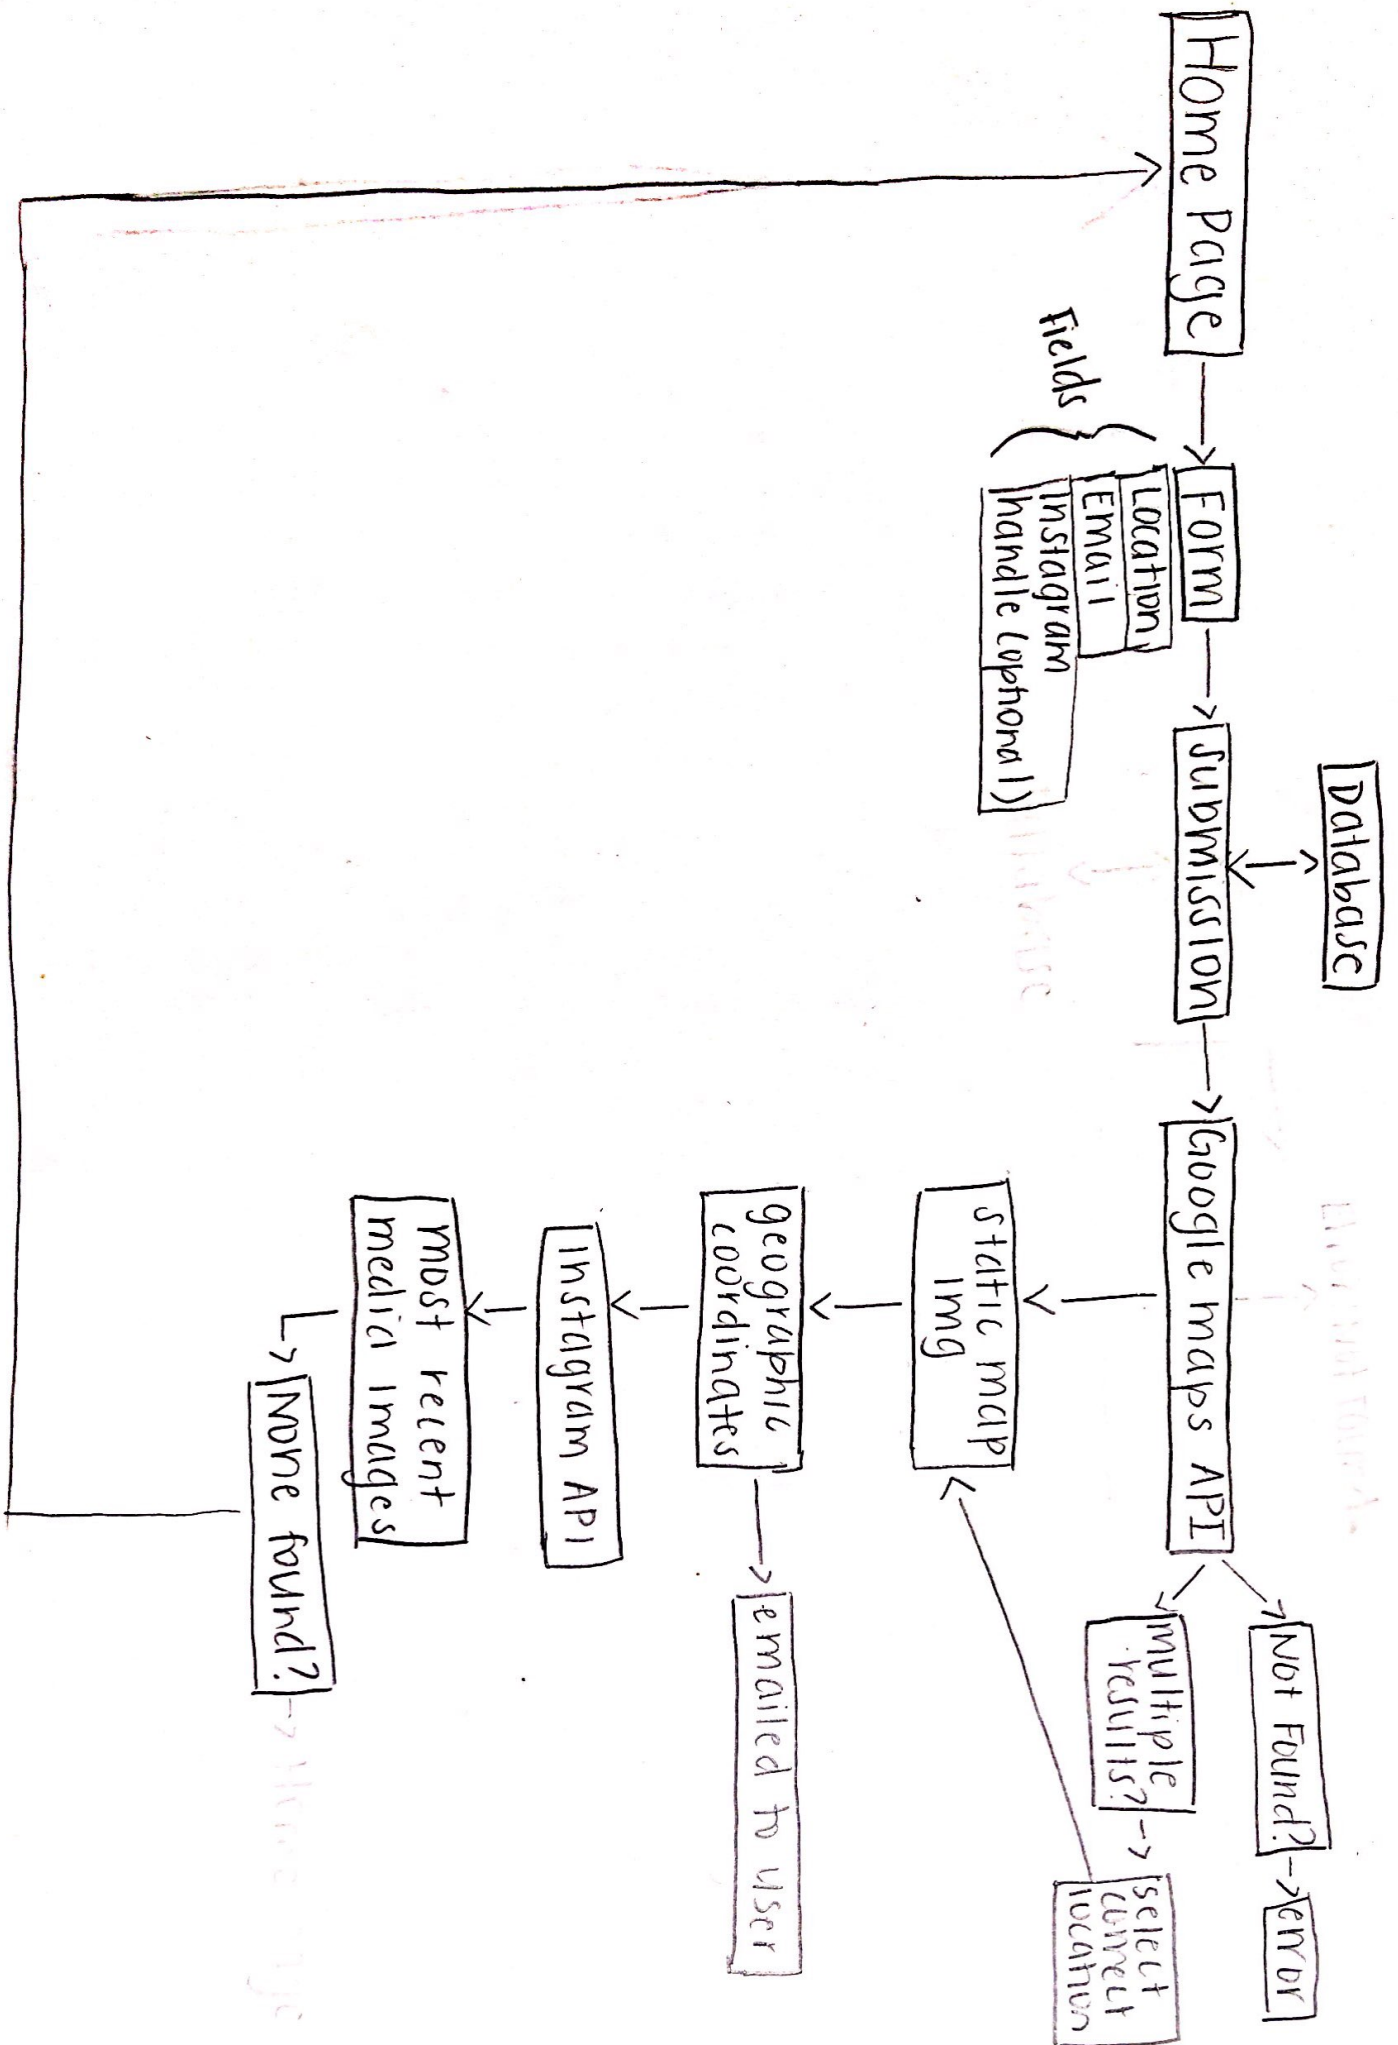 Database
Home Page
Form
Submission
Google maps API
Not Found?
error
Fields
Location
Email
Instagram
handle (optional)
multiple
results?
select
correct
location
static map
img
geographic
coordinates
emailed to user
Instagram API
most recent
media images
None found?